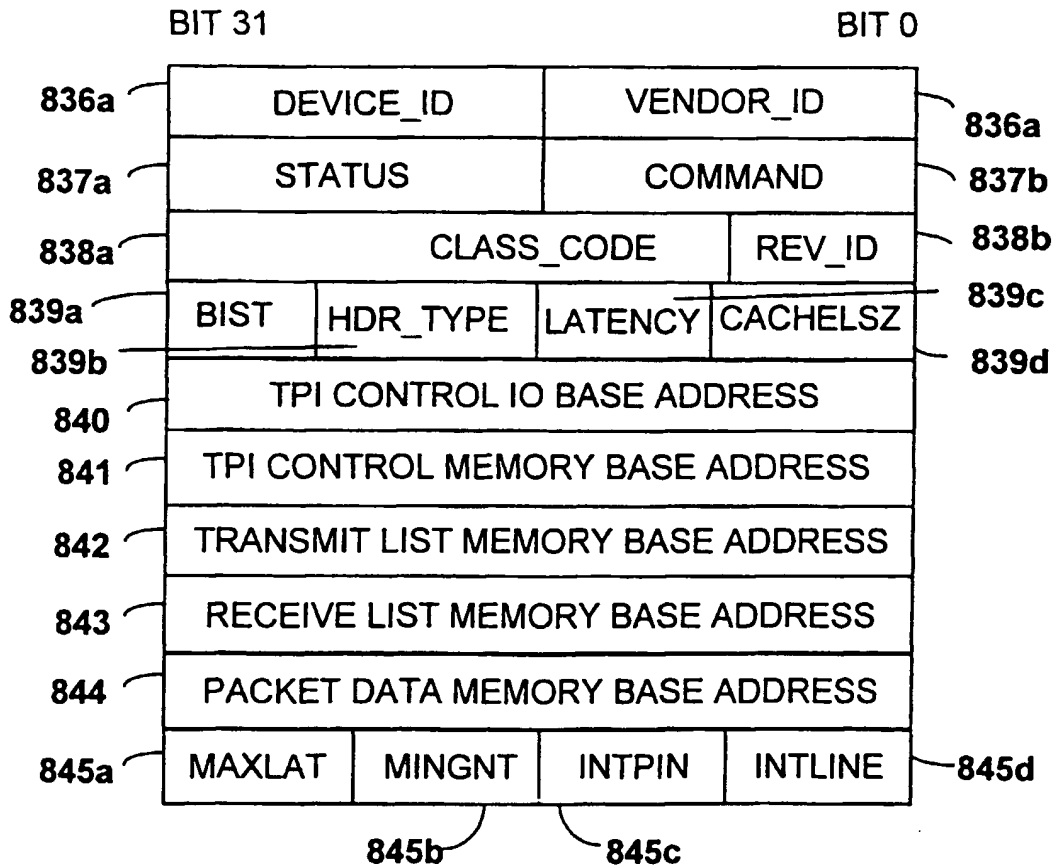 BIT 31 BIT 0
836a DEVICE_ID VENDOR_ID 836a
837a STATUS COMMAND 837b
838a CLASS_CODE REV_ID 838b
839a BIST HDR_TYPE LATENCY CACHELSZ 839c
839b 839d
840 TPI CONTROL IO BASE ADDRESS
841 TPI CONTROL MEMORY BASE ADDRESS
842 TRANSMIT LIST MEMORY BASE ADDRESS
843 RECEIVE LIST MEMORY BASE ADDRESS
844 PACKET DATA MEMORY BASE ADDRESS
845a MAXLAT MINGNT INTPIN INTLINE 845d
845b 845c